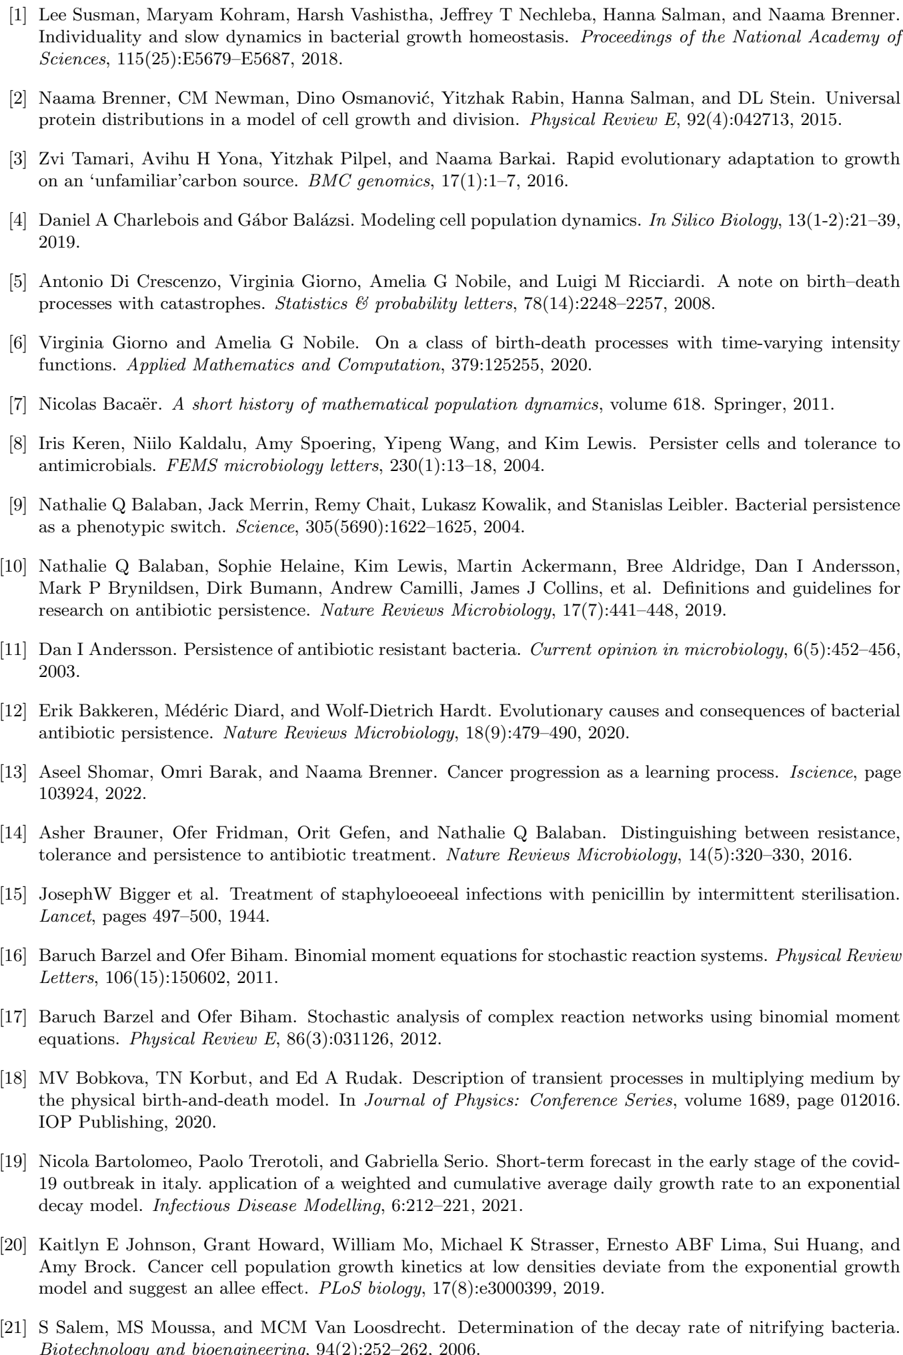 [1] Lee Susman, Maryam Kohram, Harsh Vashistha, Jeffrey T Nechleba, Hanna Salman, and Naama Brenner.
Individuality and slow dynamics in bacterial growth homeostasis. Proceedings of the National Academy of
Sciences, 115(25):E5679–E5687, 2018.
[2] Naama Brenner, CM Newman, Dino Osmanović, Yitzhak Rabin, Hanna Salman, and DL Stein. Universal
protein distributions in a model of cell growth and division. Physical Review E, 92(4):042713, 2015.
[3] Zvi Tamari, Avihu H Yona, Yitzhak Pilpel, and Naama Barkai. Rapid evolutionary adaptation to growth
on an ‘unfamiliar’carbon source. BMC genomics, 17(1):1–7, 2016.
[4] Daniel A Charlebois and Gábor Balázsi. Modeling cell population dynamics. In Silico Biology, 13(1-2):21–39,
2019.
[5] Antonio Di Crescenzo, Virginia Giorno, Amelia G Nobile, and Luigi M Ricciardi. A note on birth–death
processes with catastrophes. Statistics & probability letters, 78(14):2248–2257, 2008.
[6] Virginia Giorno and Amelia G Nobile. On a class of birth-death processes with time-varying intensity
functions. Applied Mathematics and Computation, 379:125255, 2020.
[7] Nicolas Bacaër. A short history of mathematical population dynamics, volume 618. Springer, 2011.
[8] Iris Keren, Niilo Kaldalu, Amy Spoering, Yipeng Wang, and Kim Lewis. Persister cells and tolerance to
antimicrobials. FEMS microbiology letters, 230(1):13–18, 2004.
[9] Nathalie Q Balaban, Jack Merrin, Remy Chait, Lukasz Kowalik, and Stanislas Leibler. Bacterial persistence
as a phenotypic switch. Science, 305(5690):1622–1625, 2004.
[10] Nathalie Q Balaban, Sophie Helaine, Kim Lewis, Martin Ackermann, Bree Aldridge, Dan I Andersson,
Mark P Brynildsen, Dirk Bumann, Andrew Camilli, James J Collins, et al. Definitions and guidelines for
research on antibiotic persistence. Nature Reviews Microbiology, 17(7):441–448, 2019.
[11] Dan I Andersson. Persistence of antibiotic resistant bacteria. Current opinion in microbiology, 6(5):452–456,
2003.
[12] Erik Bakkeren, Médéric Diard, and Wolf-Dietrich Hardt. Evolutionary causes and consequences of bacterial
antibiotic persistence. Nature Reviews Microbiology, 18(9):479–490, 2020.
[13] Aseel Shomar, Omri Barak, and Naama Brenner. Cancer progression as a learning process. Iscience, page
103924, 2022.
[14] Asher Brauner, Ofer Fridman, Orit Gefen, and Nathalie Q Balaban. Distinguishing between resistance,
tolerance and persistence to antibiotic treatment. Nature Reviews Microbiology, 14(5):320–330, 2016.
[15] JosephW Bigger et al. Treatment of staphyloeoeeal infections with penicillin by intermittent sterilisation.
Lancet, pages 497–500, 1944.
[16] Baruch Barzel and Ofer Biham. Binomial moment equations for stochastic reaction systems. Physical Review
Letters, 106(15):150602, 2011.
[17] Baruch Barzel and Ofer Biham. Stochastic analysis of complex reaction networks using binomial moment
equations. Physical Review E, 86(3):031126, 2012.
[18] MV Bobkova, TN Korbut, and Ed A Rudak. Description of transient processes in multiplying medium by
the physical birth-and-death model. In Journal of Physics: Conference Series, volume 1689, page 012016.
IOP Publishing, 2020.
[19] Nicola Bartolomeo, Paolo Trerotoli, and Gabriella Serio. Short-term forecast in the early stage of the covid-
19 outbreak in italy. application of a weighted and cumulative average daily growth rate to an exponential
decay model. Infectious Disease Modelling, 6:212–221, 2021.
[20] Kaitlyn E Johnson, Grant Howard, William Mo, Michael K Strasser, Ernesto ABF Lima, Sui Huang, and
Amy Brock. Cancer cell population growth kinetics at low densities deviate from the exponential growth
model and suggest an allee effect. PLoS biology, 17(8):e3000399, 2019.
[21] S Salem, MS Moussa, and MCM Van Loosdrecht. Determination of the decay rate of nitrifying bacteria.
Biotechnology and bioengineering, 94(2):252–262, 2006.